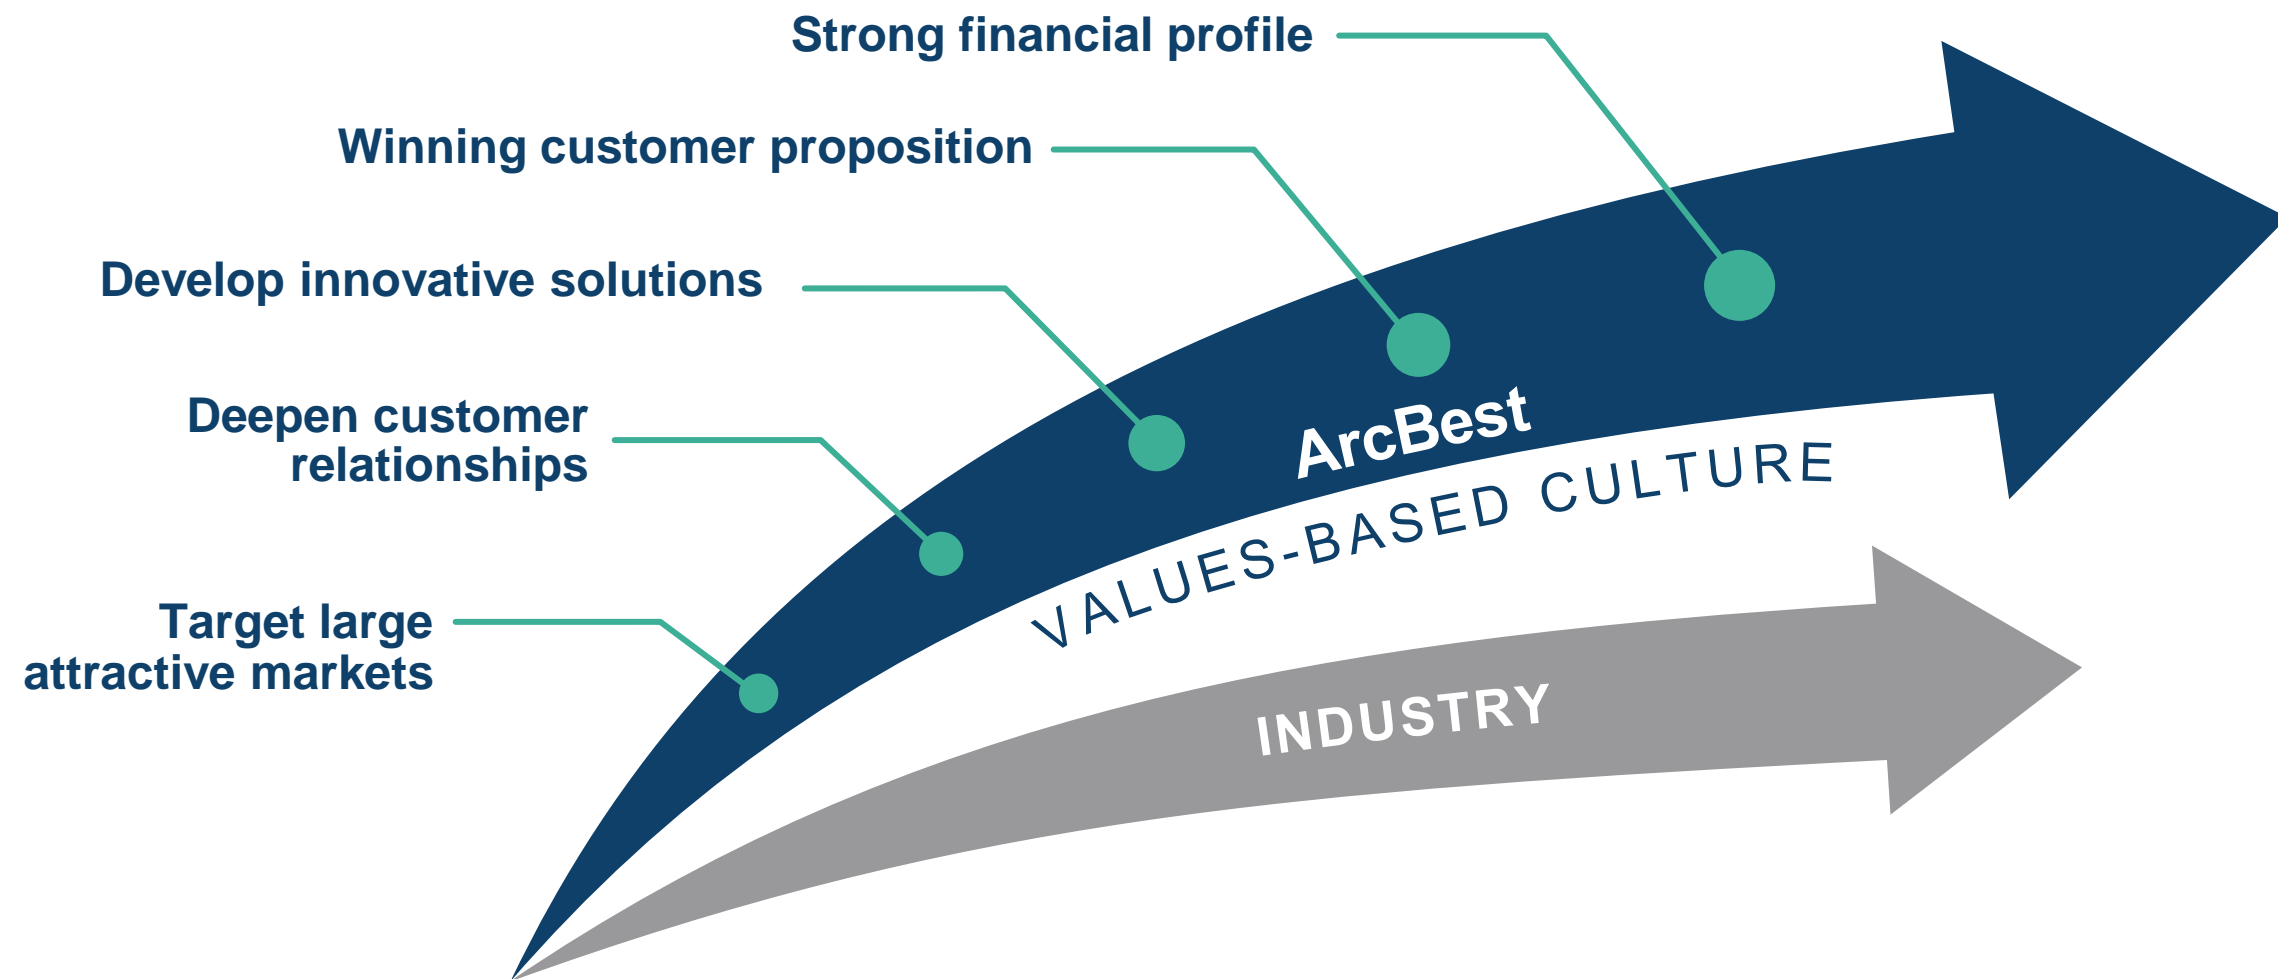 Strong financial profile
Winning customer proposition
Develop innovative solutions
Deepen customer
relationships
Target large
attractive markets
ArcBest
VALUES-BASED CULTURE
INDUSTRY